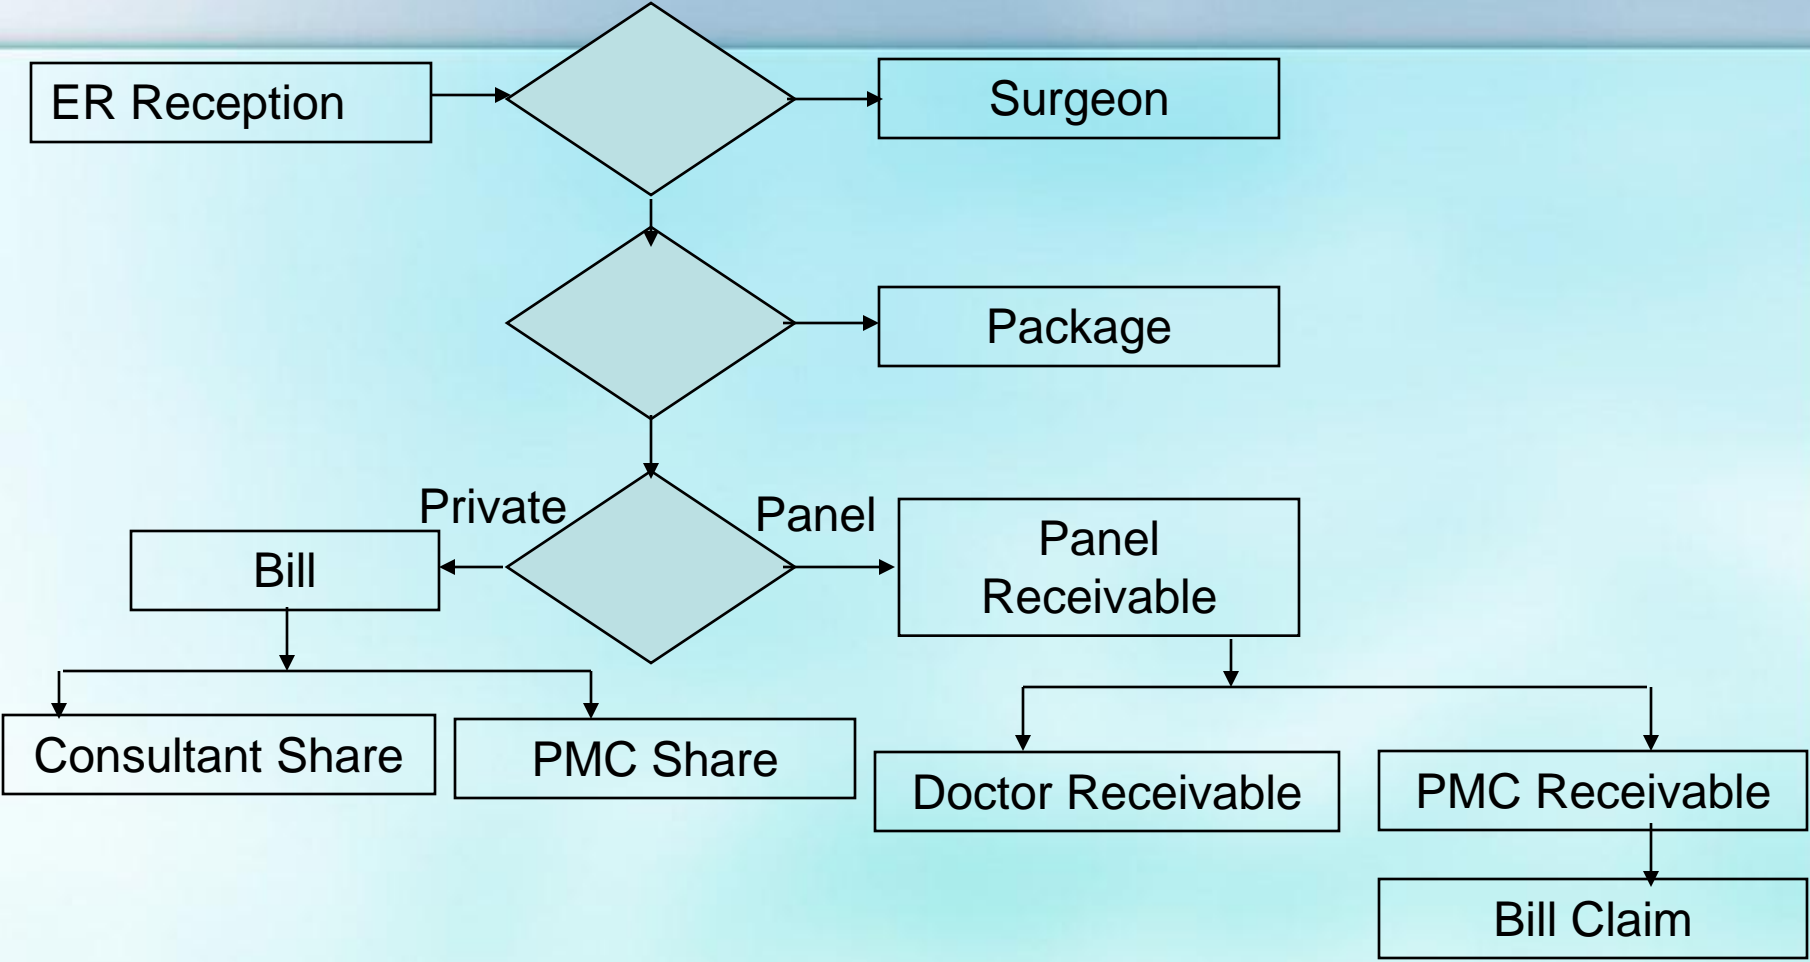 ER Reception
Surgeon
Package
Private
Panel
Bill
Panel
Receivable
Consultant Share
PMC Share
Doctor Receivable
PMC Receivable
Bill Claim